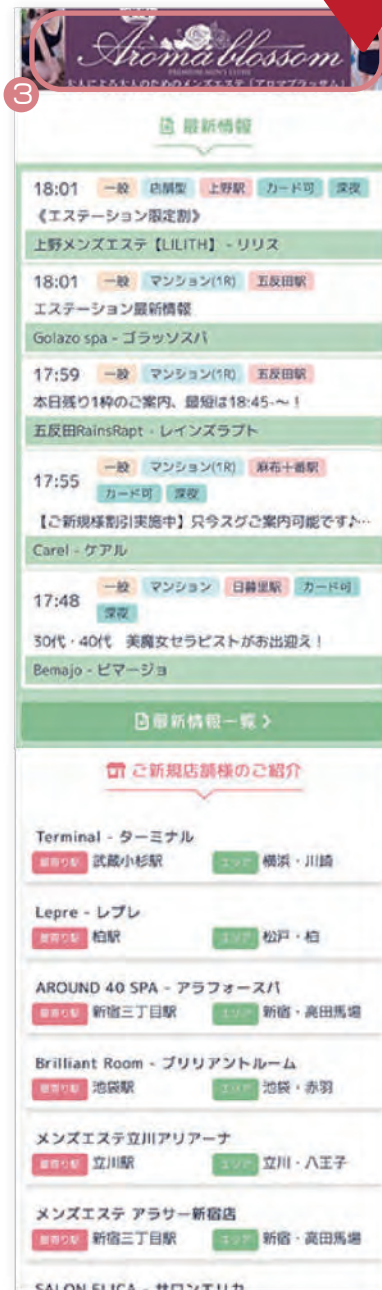 Aroma blossom
PREMIUM MEN'S ESTHE
大人による大人のためのメンズエステ「アロマブラッサム」
3
最新情報
18:01 一般 店舗型 上野駅 カード可 深夜
《エステーション限定割》
上野メンズエステ【LILITH】 - リリス
18:01 一般 マンション(1R) 五反田駅
エステーション最新情報
Golazo spa - ゴラッソスパ
17:59 一般 マンション(1R) 五反田駅
本日残り1枠のご案内、最短は18:45-〜!
五反田RainsRapt - レインズラプト
17:55 一般 マンション(1R) 麻布十番駅
カード可 深夜
【ご新規様割引実施中】只今スグご案内可能です♪…
Carel - ケアル
17:48 一般 マンション 日暮里駅 カード可
深夜
30代・40代 美魔女セラピストがお出迎え!
Bemajo - ビマージョ
最新情報一覧 >
ご新規店舗様のご紹介
Terminal - ターミナル
最寄り駅 武蔵小杉駅 エリア 横浜・川崎
Lepre - レプレ
最寄り駅 柏駅 エリア 松戸・柏
AROUND 40 SPA - アラフォースパ
最寄り駅 新宿三丁目駅 エリア 新宿・高田馬場
Brilliant Room - ブリリアントルーム
最寄り駅 池袋駅 エリア 池袋・赤羽
メンズエステ立川アリアーナ
最寄り駅 立川駅 エリア 立川・八王子
メンズエステ アラサー新宿店
最寄り駅 新宿三丁目駅 エリア 新宿・高田馬場
SALON ELICA - サロンエリカ